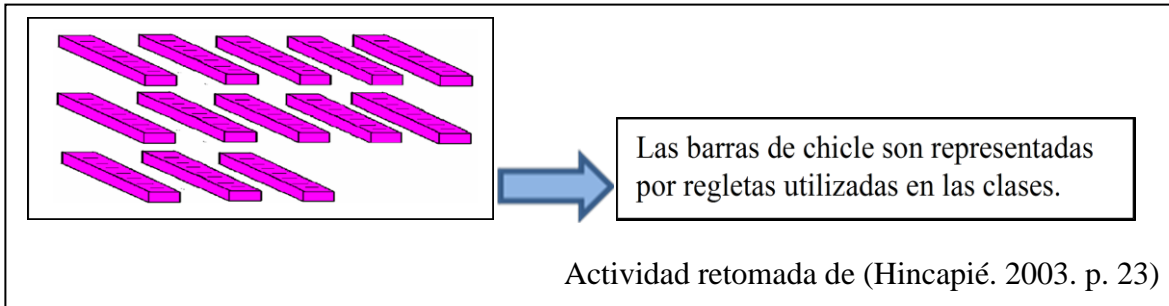 Las barras de chicle son representadas
por regletas utilizadas en las clases.
Actividad retomada de (Hincapié. 2003. p. 23)